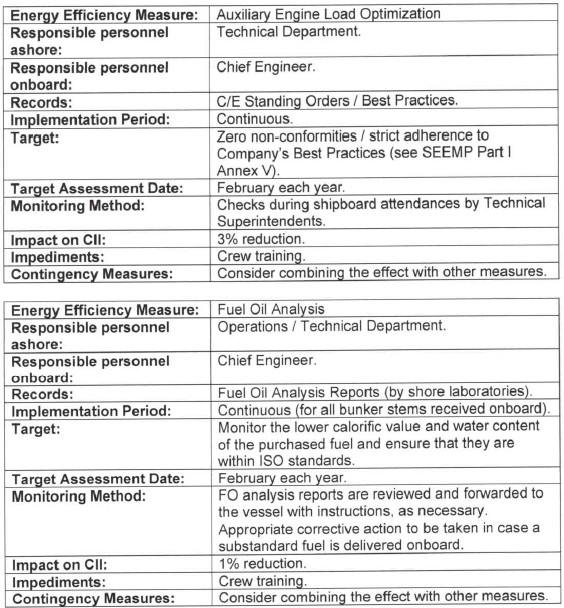 Energy Efficiency Measure: Auxiliary Engine Load Optimization
Responsible personnel Technical Department.
ashore:
Responsible personnel Chief Engineer.
onboard:
Records: C/E Standing Orders / Best Practices.
Implementation Period: Continuous.
Target: Zero non-conformities / strict adherence to
Company's Best Practices (see SEEMP Part I
Annex V).
Target Assessment Date: February each year.
Monitoring Method: Checks during shipboard attendances by Technical
Superintendents.
Impact on CII: 3% reduction.
Impediments: Crew training.
Contingency Measures: Consider combining the effect with other measures.
Energy Efficiency Measure: Fuel Oil Analysis
Responsible personnel Operations / Technical Department.
ashore:
Responsible personnel Chief Engineer.
onboard:
Records: Fuel Oil Analysis Reports (by shore laboratories).
Implementation Period: Continuous (for all bunker stems received onboard).
Target: Monitor the lower calorific value and water content
of the purchased fuel and ensure that they are
within ISO standards.
Target Assessment Date: February each year.
Monitoring Method: FO analysis reports are reviewed and forwarded to
the vessel with instructions, as necessary.
Appropriate corrective action to be taken in case a
substandard fuel is delivered onboard.
Impact on CII: 1% reduction.
Impediments: Crew training.
Contingency Measures: Consider combining the effect with other measures.